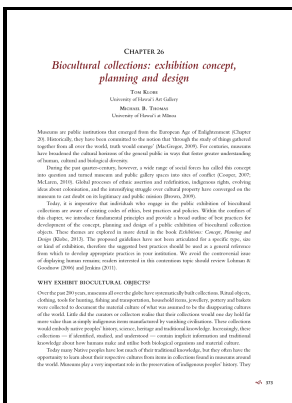 CHAPTER 26
Biocultural collections: exhibition concept,
planning and design
TOM KLOBE
University of Hawai'i Art Gallery
MICHAEL B. THOMAS
University of Hawai'i at Mānoa
Museums are public institutions that emerged from the European Age of Enlightenment (Chapter
20). Historically, they have been committed to the notion that 'through the study of things gathered
together from all over the world, truth would emerge' (MacGregor, 2009). For centuries, museums
have broadened the cultural horizons of the general public in ways that foster greater understanding
of human, cultural and biological diversity.
During the past quarter-century, however, a wide range of social forces has called this concept
into question and turned museums and public gallery spaces into sites of conflict (Cooper, 2007;
McLaren, 2010). Global processes of ethnic assertion and redefinition, indigenous rights, evolving
ideas about colonialism, and the intensifying struggle over cultural property have converged on the
museum to cast doubt on its legitimacy and public mission (Brown, 2009).
Today, it is imperative that individuals who engage in the public exhibition of biocultural
collections are aware of existing codes of ethics, best practices and policies. Within the confines of
this chapter, we introduce fundamental principles and provide a broad outline of best practices for
development of the concept, planning and design of a public exhibition of biocultural collection
objects. These themes are explored in more detail in the book Exhibitions: Concept, Planning and
Design (Klobe, 2013). The proposed guidelines have not been articulated for a specific type, size
or kind of exhibition, therefore the suggested best practices should be used as a general reference
from which to develop appropriate practices in your institution. We avoid the controversial issue
of displaying human remains; readers interested in this contentious topic should review Lohman &
Goodnow (2006) and Jenkins (2011).
WHY EXHIBIT BIOCULTURAL OBJECTS?
Over the past 250 years, museums all over the globe have systematically built collections. Ritual objects,
clothing, tools for hunting, fishing and transportation, household items, jewellery, pottery and baskets
were collected to document the material culture of what was assumed to be the disappearing cultures
of the world. Little did the curators or collectors realise that their collections would one day hold far
more value than as simply indigenous items manufactured by vanishing civilisations. These collections
would embody native peoples' history, science, heritage and traditional knowledge. Increasingly, these
collections — if identified, studied, and understood — contain implicit information and traditional
knowledge about how humans make and utilise both biological organisms and material culture.
Today many Native peoples have lost much of their traditional knowledge, but they often have the
opportunity to learn about their respective cultures from items in collections found in museums around
the world. Museums play a very important role in the preservation of indigenous peoples' history. They
373